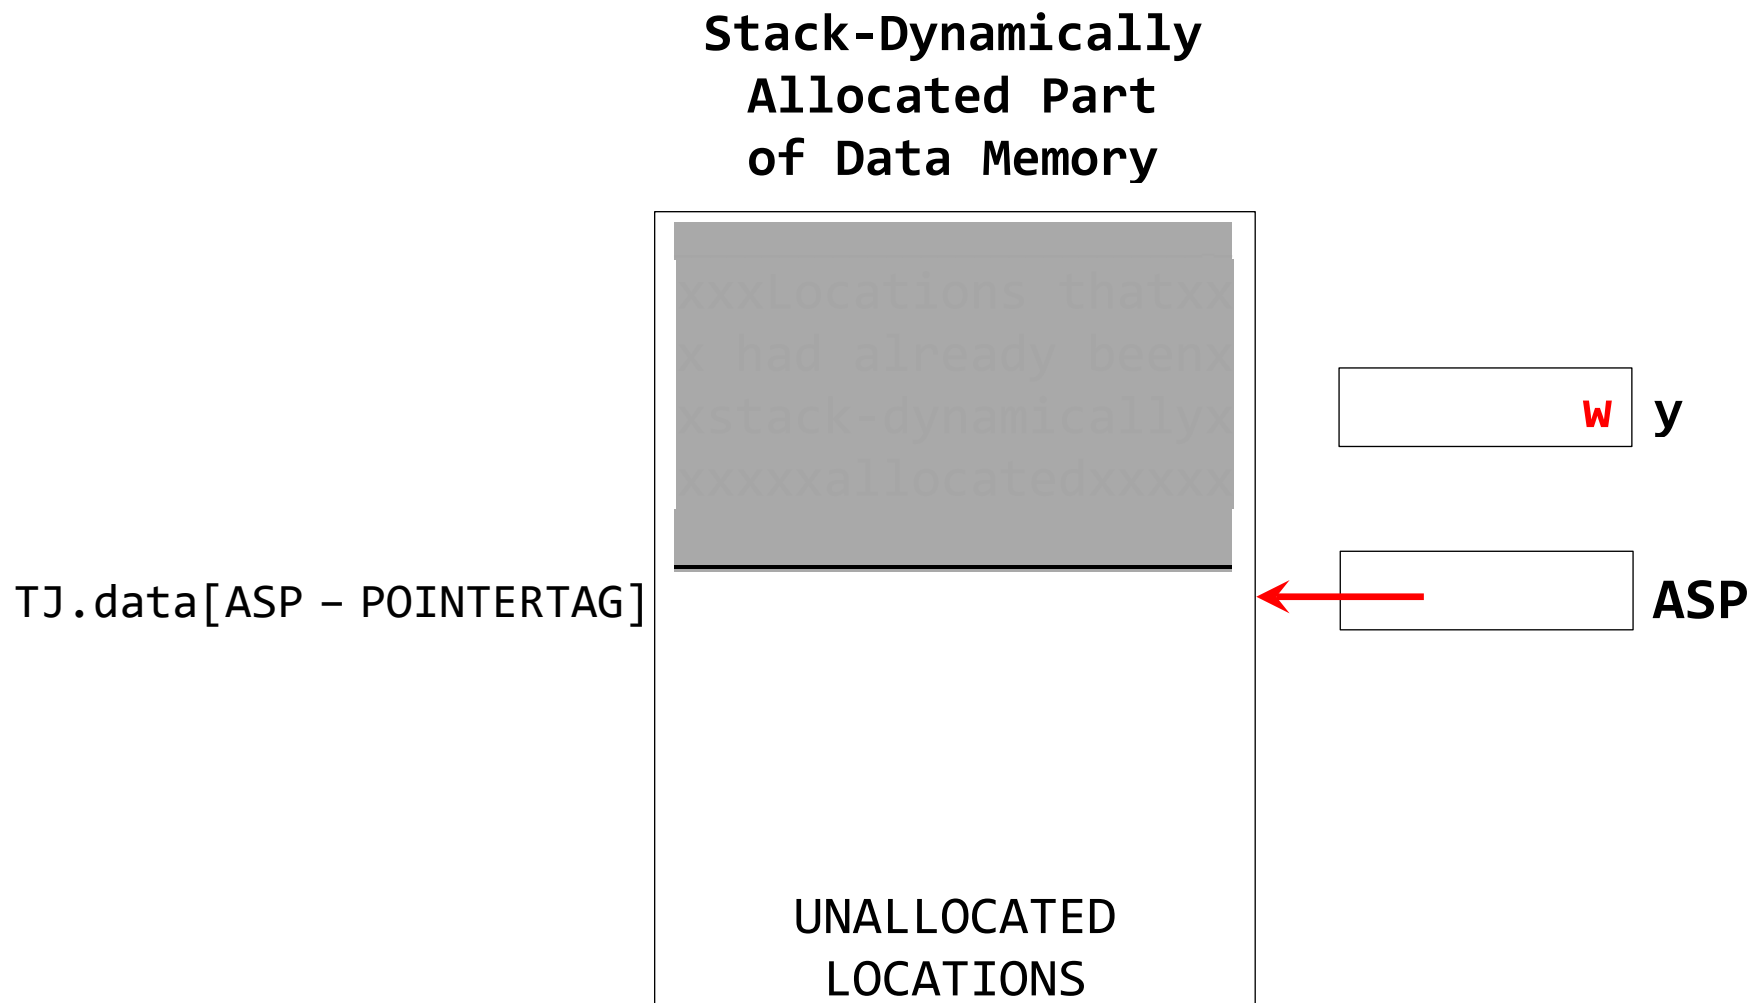 Stack-Dynamically
Allocated Part
of Data Memory
xxxLocations thatxx
x had already beenx
xstack-dynamicallyx
xxxxxallocatedxxxxx
w y
TJ.data[ASP – POINTERTAG]
ASP
UNALLOCATED
LOCATIONS